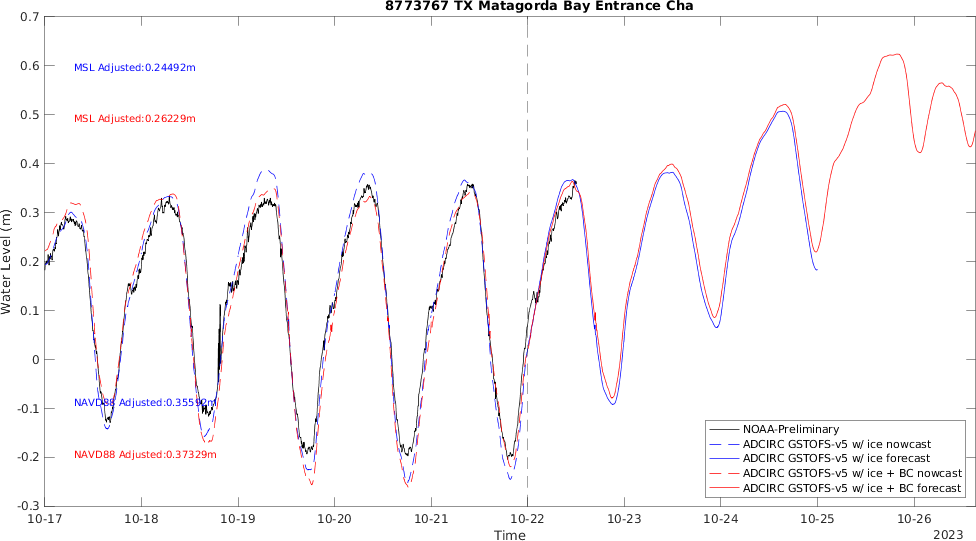 8773767 TX Matagorda Bay Entrance Cha
0.7
0.6
0.5
0.4
0.3
0.2
0.1
0
-0.1
-0.2
-0.3
Water Level (m)
MSL Adjusted:0.24492m
MSL Adjusted:0.26229m
NAVD88 Adjusted:0.35592m
NAVD88 Adjusted:0.37329m
NOAA-Preliminary
ADCIRC GSTOFS-v5 w/ ice nowcast
ADCIRC GSTOFS-v5 w/ ice forecast
ADCIRC GSTOFS-v5 w/ ice + BC nowcast
ADCIRC GSTOFS-v5 w/ ice + BC forecast
10-17 10-18 10-19 10-20 10-21 10-22 10-23 10-24 10-25 10-26
Time
2023